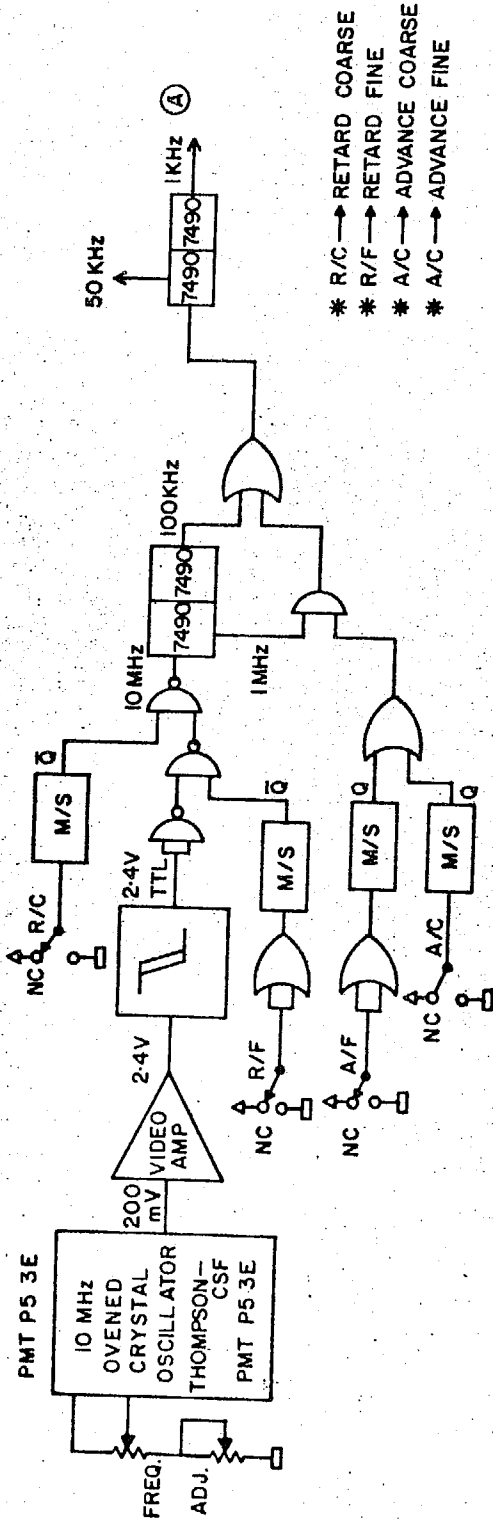 PMT P5 3E
10 MHz
OVENED
CRYSTAL
OSCILLATOR
THOMPSON-
CSF
PMT P5 3E
FREQ.
ADJ.
200
mV
VIDEO
AMP
2·4V
2·4V
TTL
NC
R/C
M/S
Q̅
10 MHz
7490 7490
100KHz
1 MHz
50 KHz
7490 7490
1KHz
A
NC
R/F
M/S
Q̅
NC
A/F
M/S
Q
NC
A/C
M/S
Q
* R/C → RETARD COARSE
* R/F → RETARD FINE
* A/C → ADVANCE COARSE
* A/C → ADVANCE FINE